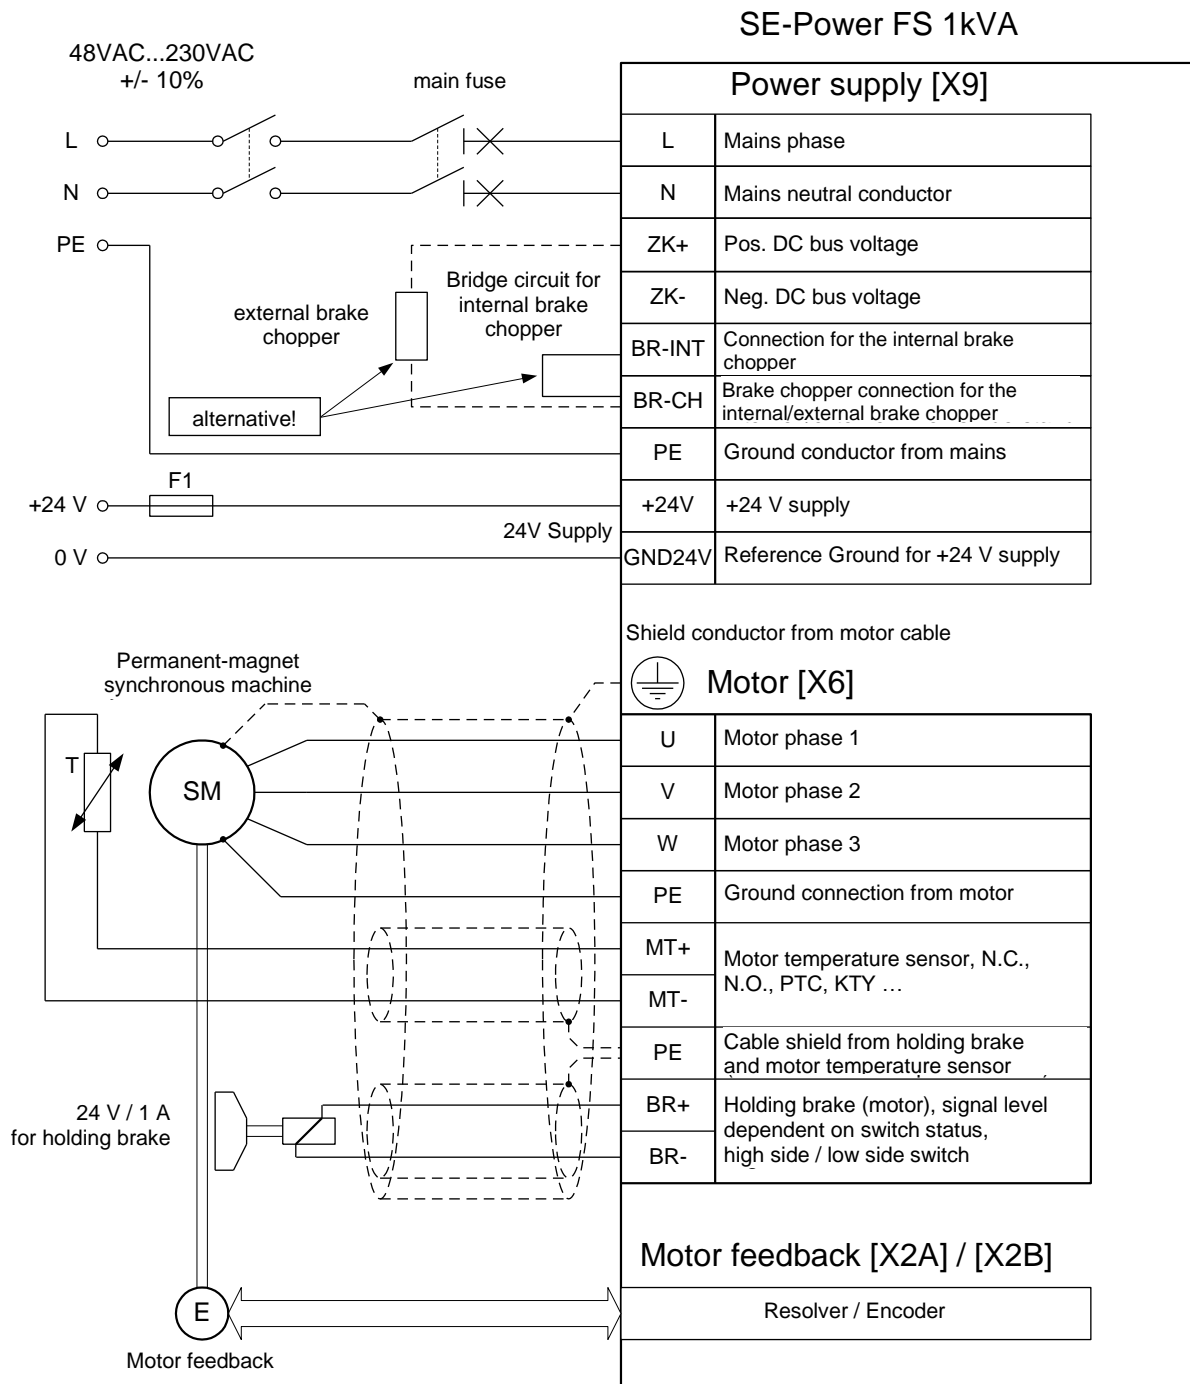 SE-Power FS 1kVA
48VAC...230VAC
+/- 10%
main fuse
Power supply [X9]
L
L
Mains phase
N
N
Mains neutral conductor
PE
ZK+
Pos. DC bus voltage
Bridge circuit for
internal brake
chopper
external brake
chopper
ZK-
Neg. DC bus voltage
BR-INT
Connection for the internal brake
chopper
alternative!
BR-CH
Brake chopper connection for the
internal/external brake chopper
PE
Ground conductor from mains
F1
+24 V
+24V
+24 V supply
24V Supply
0 V
GND24V
Reference Ground for +24 V supply
Shield conductor from motor cable
Permanent-magnet
synchronous machine
Motor [X6]
T
SM
U
Motor phase 1
V
Motor phase 2
W
Motor phase 3
PE
Ground connection from motor
MT+
MT-
Motor temperature sensor, N.C.,
N.O., PTC, KTY …
PE
Cable shield from holding brake
and motor temperature sensor
24 V / 1 A
for holding brake
BR+
BR-
Holding brake (motor), signal level
dependent on switch status,
high side / low side switch
Motor feedback [X2A] / [X2B]
E
Resolver / Encoder
Motor feedback